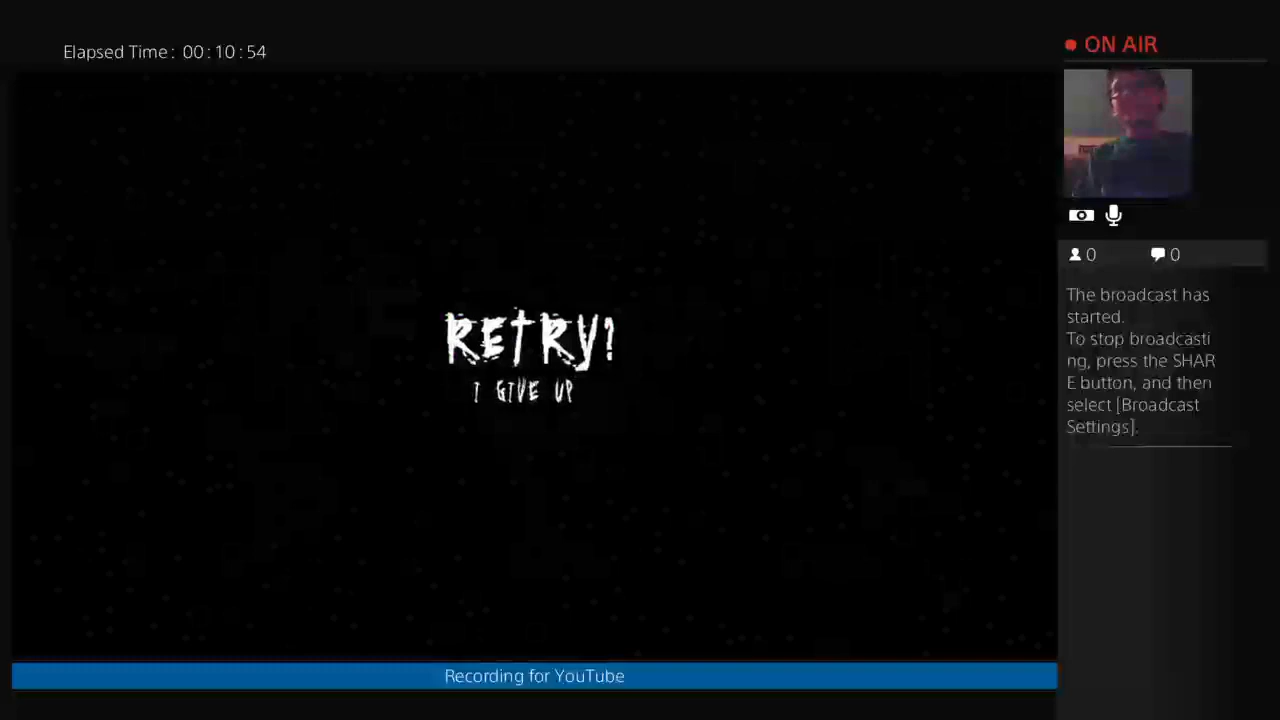 Elapsed Time: 00:10:54
ON AIR
0 0
The broadcast has
started.
To stop broadcasti
ng, press the SHAR
E button, and then
select [Broadcast
Settings].
RETRY?
I GIVE UP
Recording for YouTube